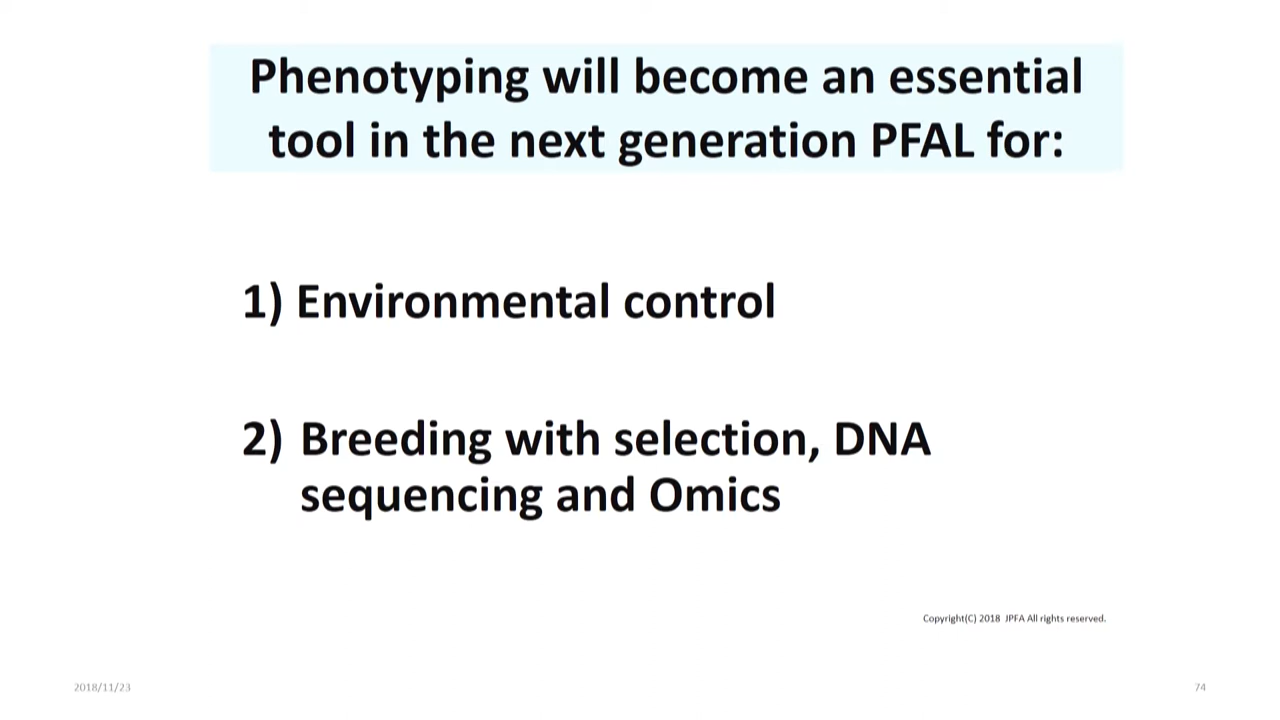 Phenotyping will become an essential
tool in the next generation PFAL for:
1) Environmental control
2) Breeding with selection, DNA
sequencing and Omics
Copyright(C) 2018 JPFA All rights reserved.
2018/11/23
74